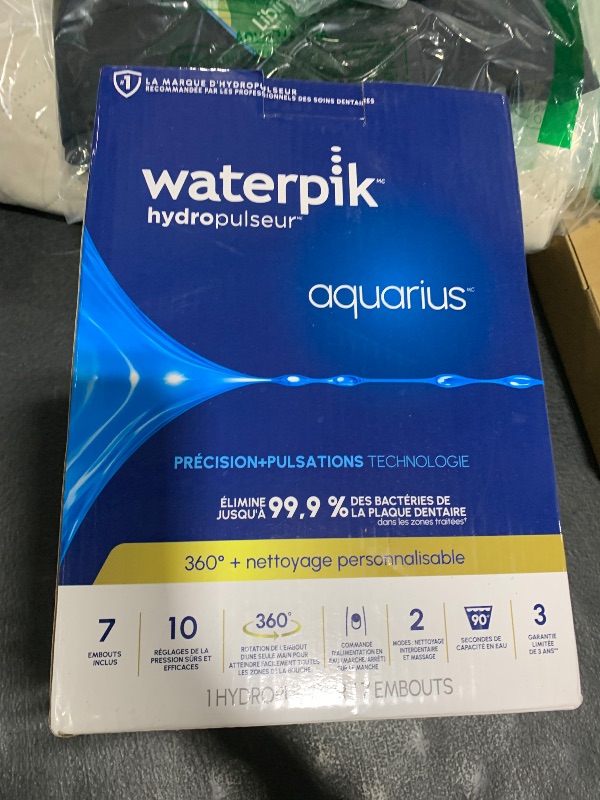 #1
LA MARQUE D'HYDROPULSEUR
RECOMMANDÉE PAR LES PROFESSIONNELS DES SOINS DENTAIRES
waterpik MC
hydropulseur MC
aquarius MC
PRÉCISION+PULSATIONS TECHNOLOGIE
ÉLIMINE
JUSQU'À
99,9 %
DES BACTÉRIES DE
LA PLAQUE DENTAIRE
dans les zones traitées†
360° + nettoyage personnalisable
7
EMBOUTS
INCLUS
10
RÉGLAGES DE LA
PRESSION SÛRS ET
EFFICACES
360°
ROTATION DE L'EMBOUT
D'UNE SEULE MAIN POUR
ATTEINDRE FACILEMENT TOUTES
LES ZONES DE LA BOUCHE
COMMANDE
D'ALIMENTATION EN
EAU (MARCHE/ARRÊT)
SUR LE MANCHE
2
MODES: NETTOYAGE
INTERDENTAIRE
ET MASSAGE
90
SECONDES DE
CAPACITÉ EN EAU
3
GARANTIE
LIMITÉE
DE 3 ANS**
1 EMBOUTS